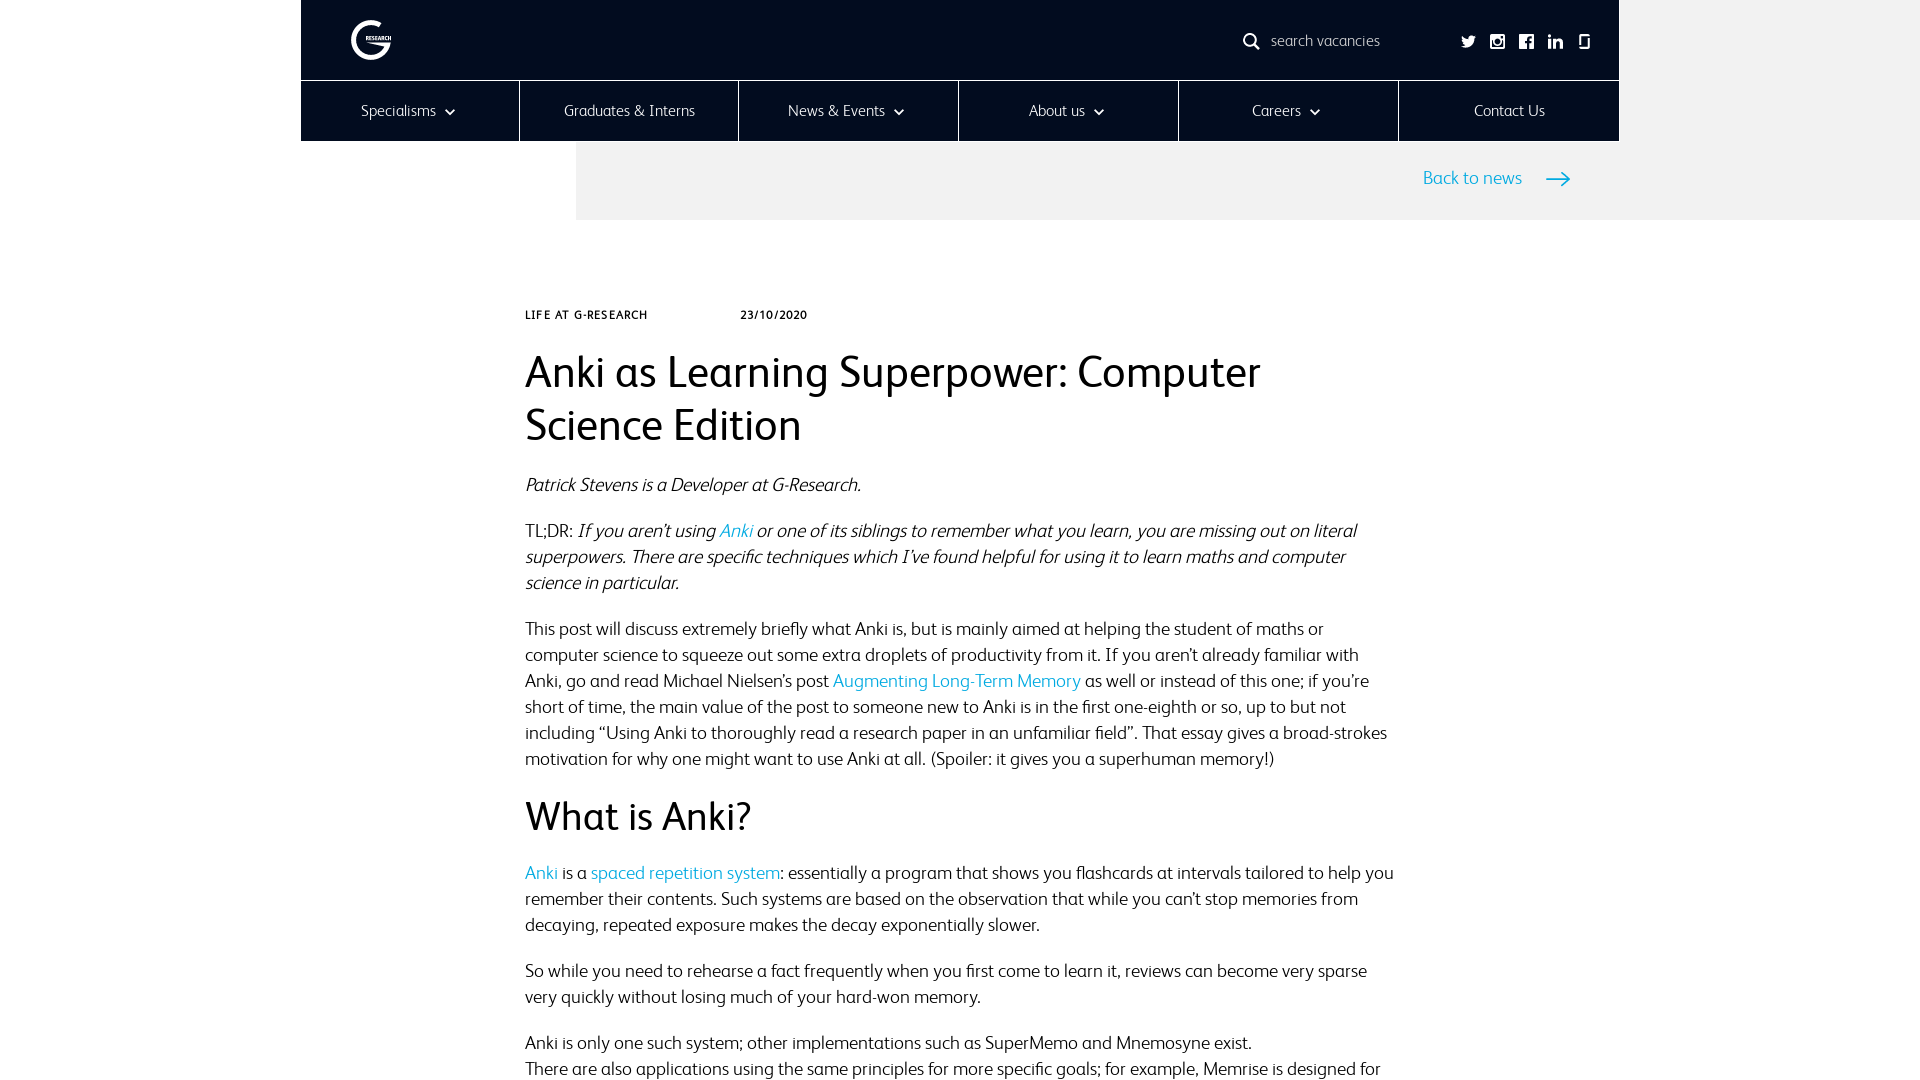 RESEARCH
search vacancies
Specialisms
Graduates & Interns
News & Events
About us
Careers
Contact Us
Back to news
LIFE AT G-RESEARCH
23/10/2020
Anki as Learning Superpower: Computer
Science Edition
Patrick Stevens is a Developer at G-Research.
TL;DR: If you aren’t using Anki or one of its siblings to remember what you learn, you are missing out on literal
superpowers. There are specific techniques which I’ve found helpful for using it to learn maths and computer
science in particular.
This post will discuss extremely briefly what Anki is, but is mainly aimed at helping the student of maths or
computer science to squeeze out some extra droplets of productivity from it. If you aren’t already familiar with
Anki, go and read Michael Nielsen’s post Augmenting Long-Term Memory as well or instead of this one; if you’re
short of time, the main value of the post to someone new to Anki is in the first one-eighth or so, up to but not
including “Using Anki to thoroughly read a research paper in an unfamiliar field”. That essay gives a broad-strokes
motivation for why one might want to use Anki at all. (Spoiler: it gives you a superhuman memory!)
What is Anki?
Anki is a spaced repetition system: essentially a program that shows you flashcards at intervals tailored to help you
remember their contents. Such systems are based on the observation that while you can’t stop memories from
decaying, repeated exposure makes the decay exponentially slower.
So while you need to rehearse a fact frequently when you first come to learn it, reviews can become very sparse
very quickly without losing much of your hard-won memory.
Anki is only one such system; other implementations such as SuperMemo and Mnemosyne exist.
There are also applications using the same principles for more specific goals; for example, Memrise is designed for